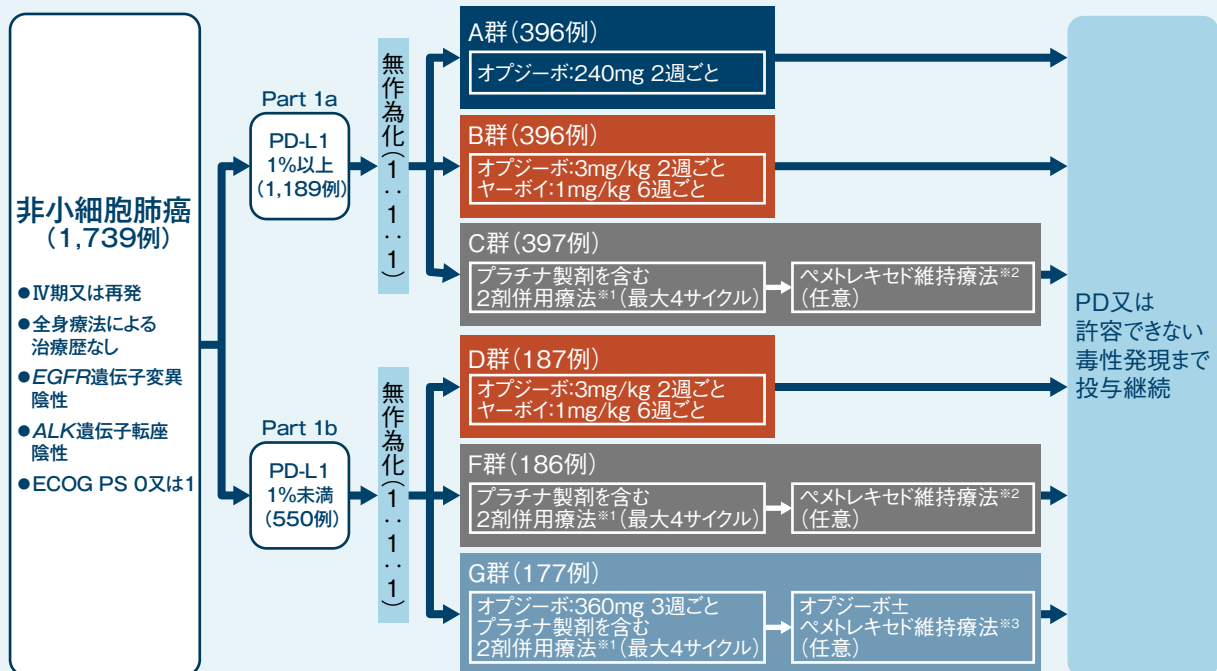 非小細胞肺癌
(1,739例)
●Ⅳ期又は再発
●全身療法による
治療歴なし
●EGFR遺伝子変異
陰性
●ALK遺伝子転座
陰性
●ECOG PS 0又は1
Part 1a
PD-L1
1%以上
(1,189例)
無作為化(1:1:1)
A群(396例)
オプジーボ:240mg 2週ごと
B群(396例)
オプジーボ:3mg/kg 2週ごと
ヤーボイ:1mg/kg 6週ごと
C群(397例)
プラチナ製剤を含む
2剤併用療法※1(最大4サイクル)
ペメトレキセド維持療法※2
(任意)
Part 1b
PD-L1
1%未満
(550例)
無作為化(1:1:1)
D群(187例)
オプジーボ:3mg/kg 2週ごと
ヤーボイ:1mg/kg 6週ごと
F群(186例)
プラチナ製剤を含む
2剤併用療法※1(最大4サイクル)
ペメトレキセド維持療法※2
(任意)
G群(177例)
オプジーボ:360mg 3週ごと
プラチナ製剤を含む
2剤併用療法※1(最大4サイクル)
オプジーボ±
ペメトレキセド維持療法※3
(任意)
PD又は
許容できない
毒性発現まで
投与継続